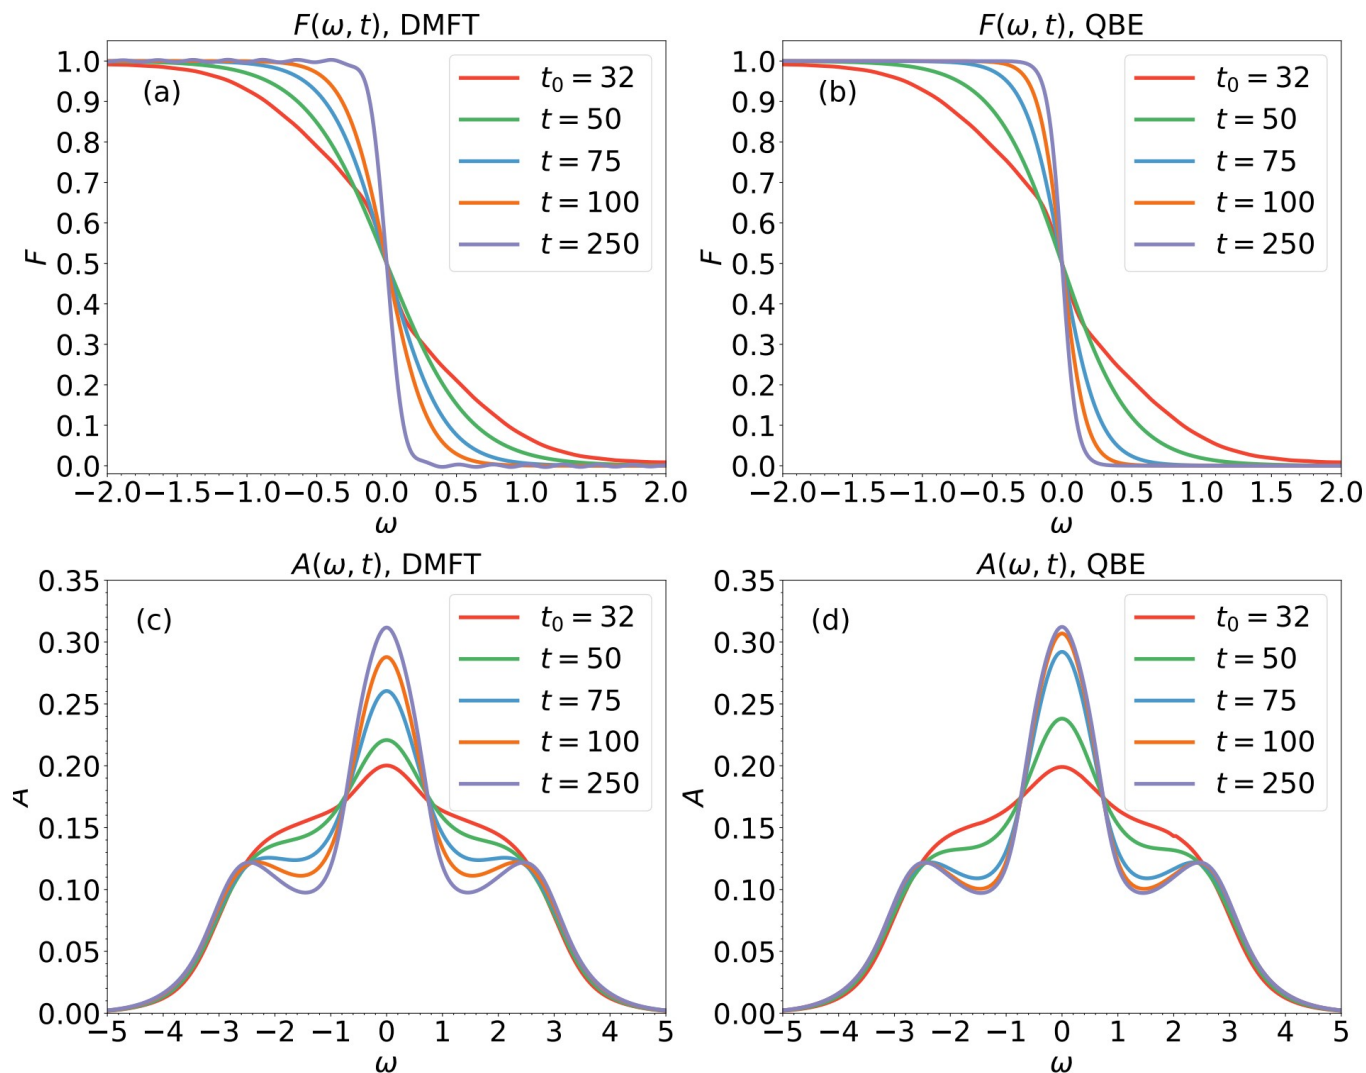 F(ω, t), DMFT
(a)
t₀ = 32
t = 50
t = 75
t = 100
t = 250
1.0
0.9
0.8
0.7
0.6
0.5
0.4
0.3
0.2
0.1
0.0
F
−2.0 −1.5 −1.0 −0.5 0.0 0.5 1.0 1.5 2.0
ω
F(ω, t), QBE
(b)
t₀ = 32
t = 50
t = 75
t = 100
t = 250
1.0
0.9
0.8
0.7
0.6
0.5
0.4
0.3
0.2
0.1
0.0
F
−2.0 −1.5 −1.0 −0.5 0.0 0.5 1.0 1.5 2.0
ω
A(ω, t), DMFT
(c)
t₀ = 32
t = 50
t = 75
t = 100
t = 250
0.35
0.30
0.25
0.20
0.15
0.10
0.05
0.00
A
−5 −4 −3 −2 −1 0 1 2 3 4 5
ω
A(ω, t), QBE
(d)
t₀ = 32
t = 50
t = 75
t = 100
t = 250
0.35
0.30
0.25
0.20
0.15
0.10
0.05
0.00
A
−5 −4 −3 −2 −1 0 1 2 3 4 5
ω